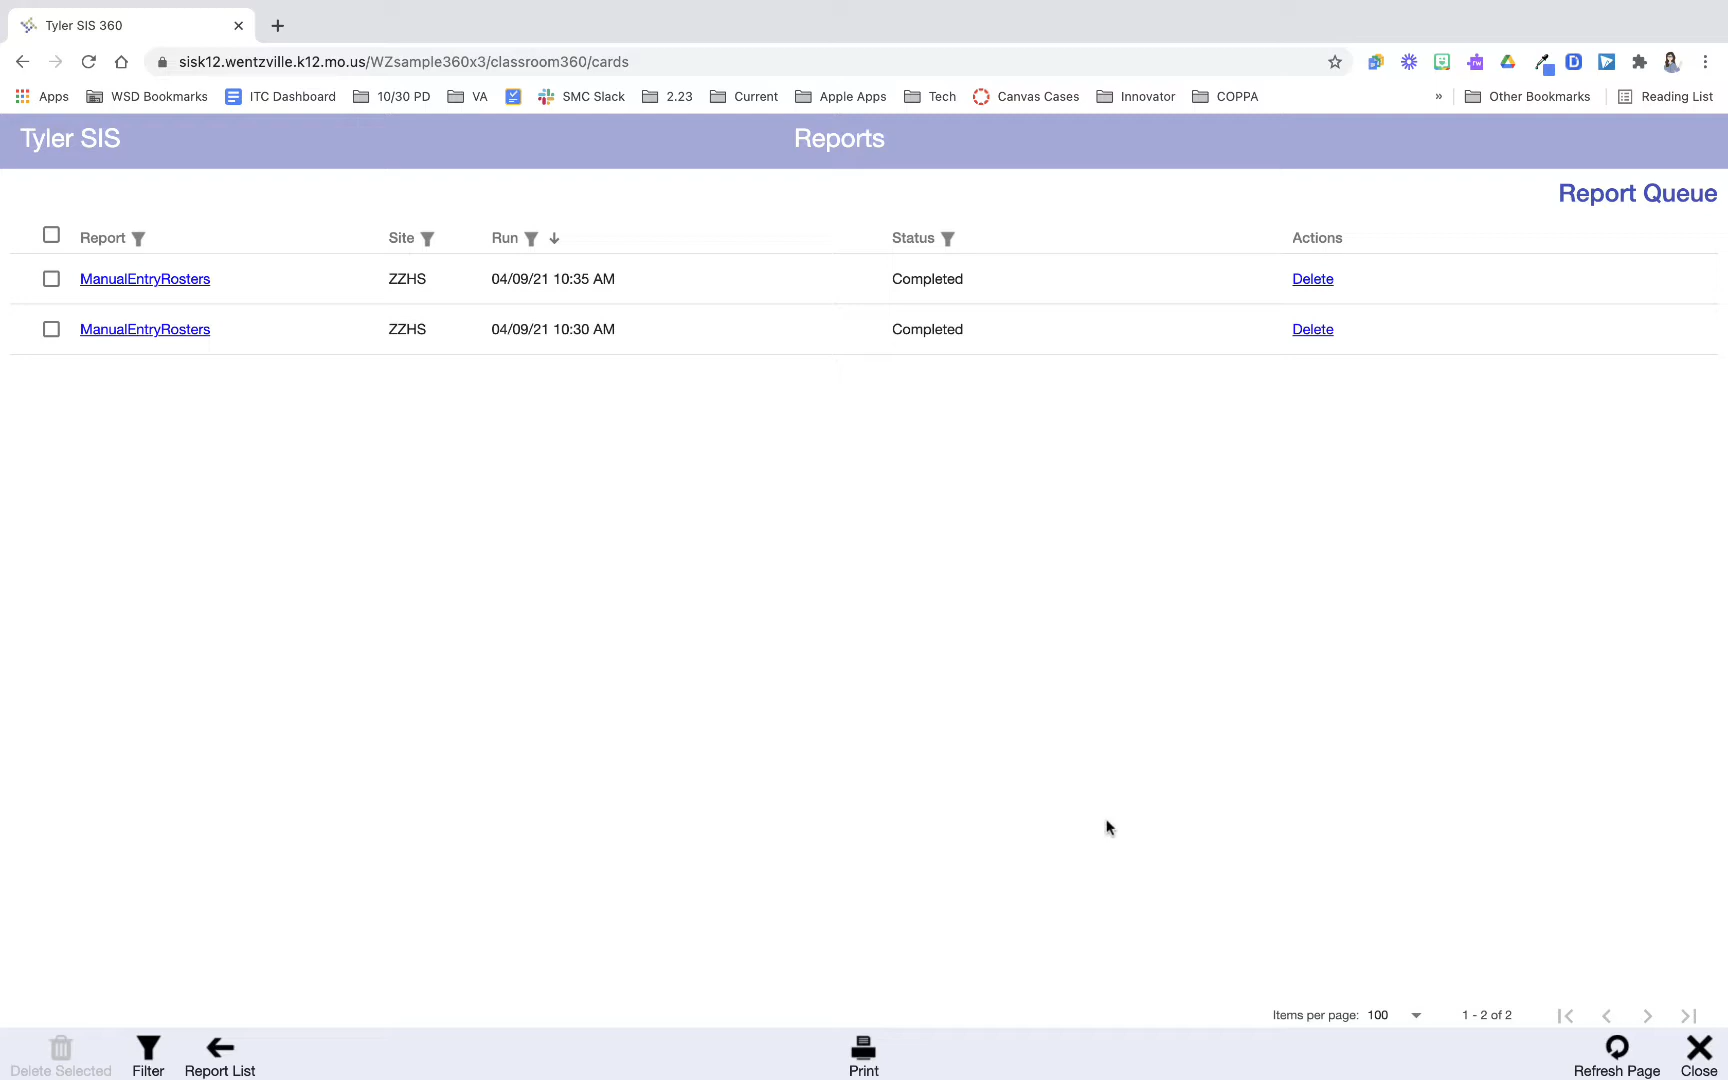 Tyler SIS 360
sisk12.wentzville.k12.mo.us/WZsample360x3/classroom360/cards
Apps WSD Bookmarks ITC Dashboard 10/30 PD VA SMC Slack 2.23 Current Apple Apps Tech Canvas Cases Innovator COPPA » Other Bookmarks Reading List
Tyler SIS Reports
Report Queue
Report Site Run Status Actions
ManualEntryRosters ZZHS 04/09/21 10:35 AM Completed Delete
ManualEntryRosters ZZHS 04/09/21 10:30 AM Completed Delete
Items per page: 100 1 - 2 of 2
Delete Selected Filter Report List Print Refresh Page Close